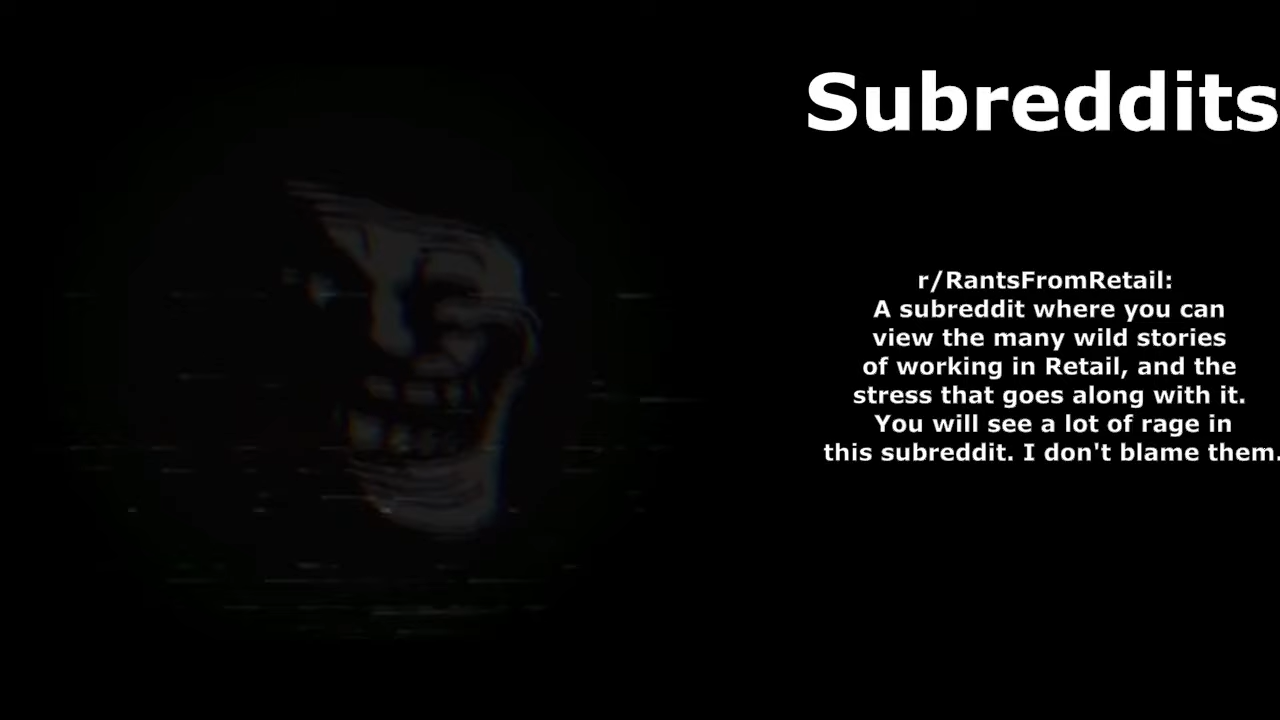 Subreddits
r/RantsFromRetail:
A subreddit where you can
view the many wild stories
of working in Retail, and the
stress that goes along with it.
You will see a lot of rage in
this subreddit. I don't blame them.